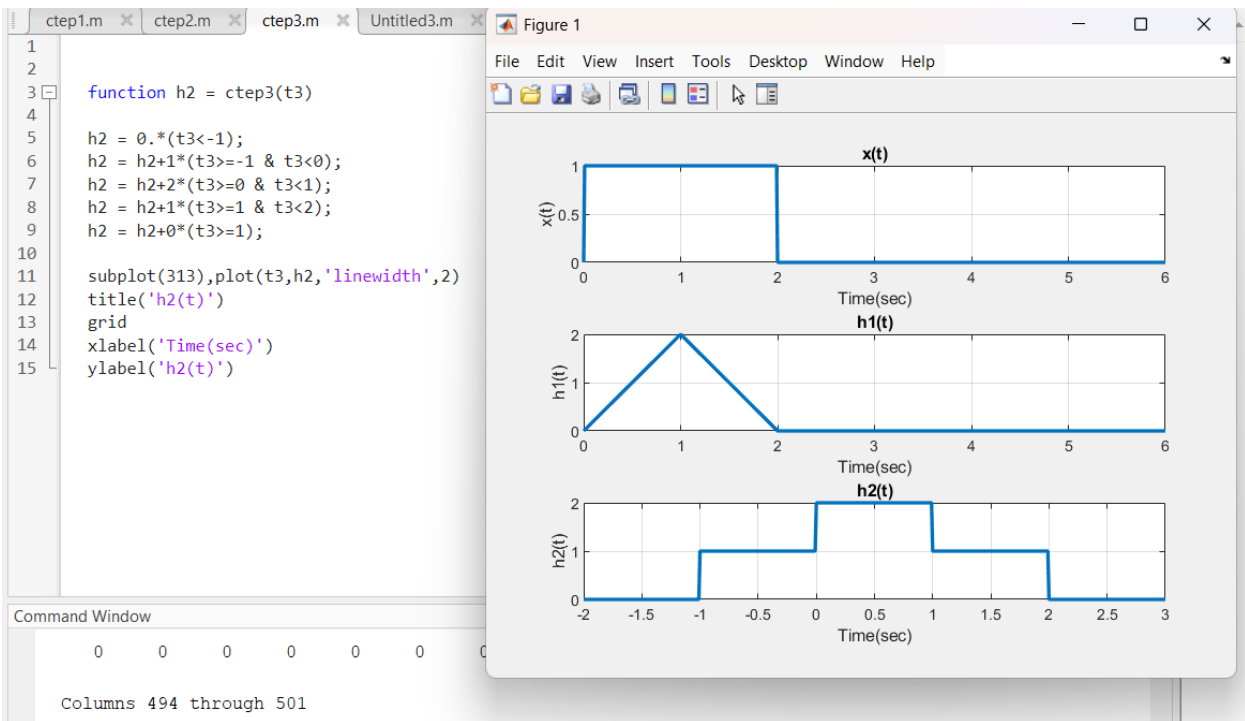 ctep1.m ctep2.m ctep3.m Untitled3.m
1
2
3 function h2 = ctep3(t3)
4
5 h2 = 0.*(t3<-1);
6 h2 = h2+1*(t3>=-1 & t3<0);
7 h2 = h2+2*(t3>=0 & t3<1);
8 h2 = h2+1*(t3>=1 & t3<2);
9 h2 = h2+0*(t3>=1);
10
11 subplot(313),plot(t3,h2,'linewidth',2)
12 title('h2(t)')
13 grid
14 xlabel('Time(sec)')
15 ylabel('h2(t)')
Command Window
0 0 0 0 0 0 0
Columns 494 through 501
Figure 1
File Edit View Insert Tools Desktop Window Help
x(t)
x(t)
1
0.5
0
0 1 2 3 4 5 6
Time(sec)
h1(t)
h1(t)
2
1
0
0 1 2 3 4 5 6
Time(sec)
h2(t)
h2(t)
2
1
0
-2 -1.5 -1 -0.5 0 0.5 1 1.5 2 2.5 3
Time(sec)